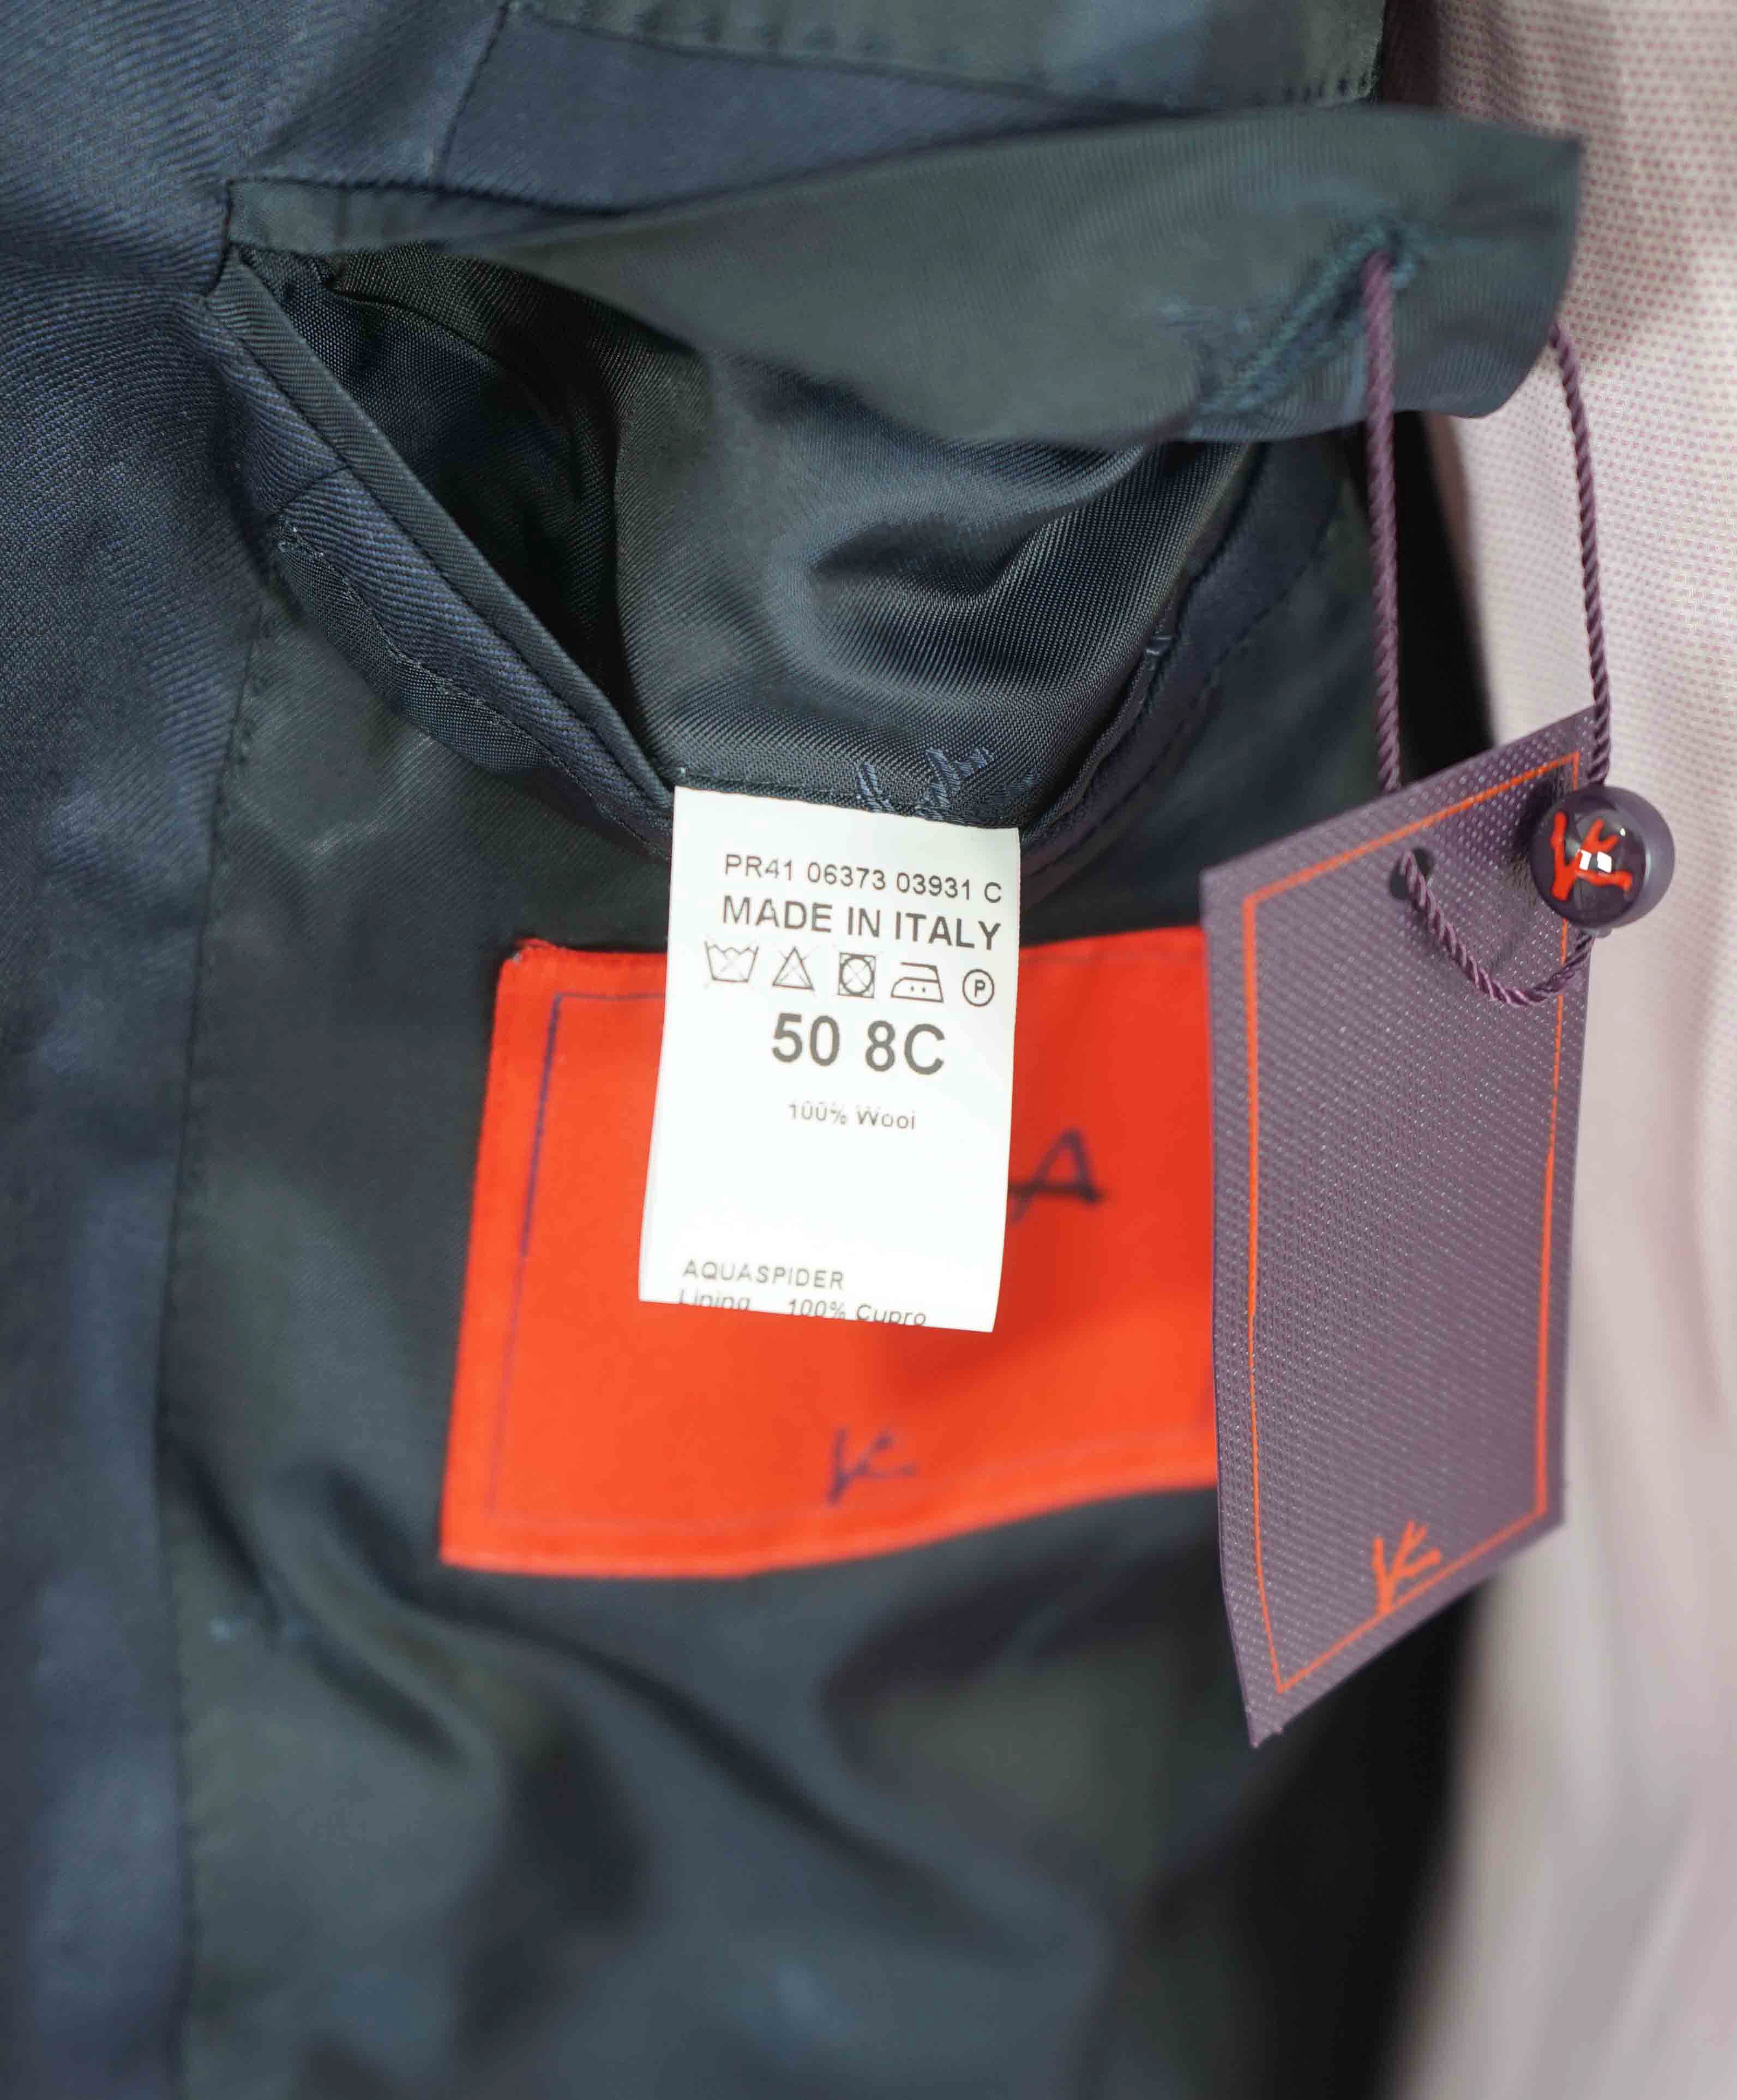 PR41 06373 03931 C
MADE IN ITALY
P
50 8C
100% Wool
A
AQUASPIDER
Lining 100% Cupro